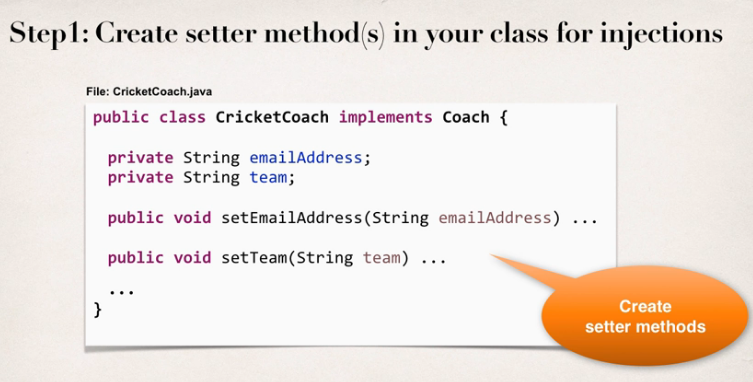 Step1: Create setter method(s) in your class for injections
File: CricketCoach.java
public class CricketCoach implements Coach {
private String emailAddress;
private String team;
public void setEmailAddress(String emailAddress) ...
public void setTeam(String team) ...
...
}
Create
setter methods